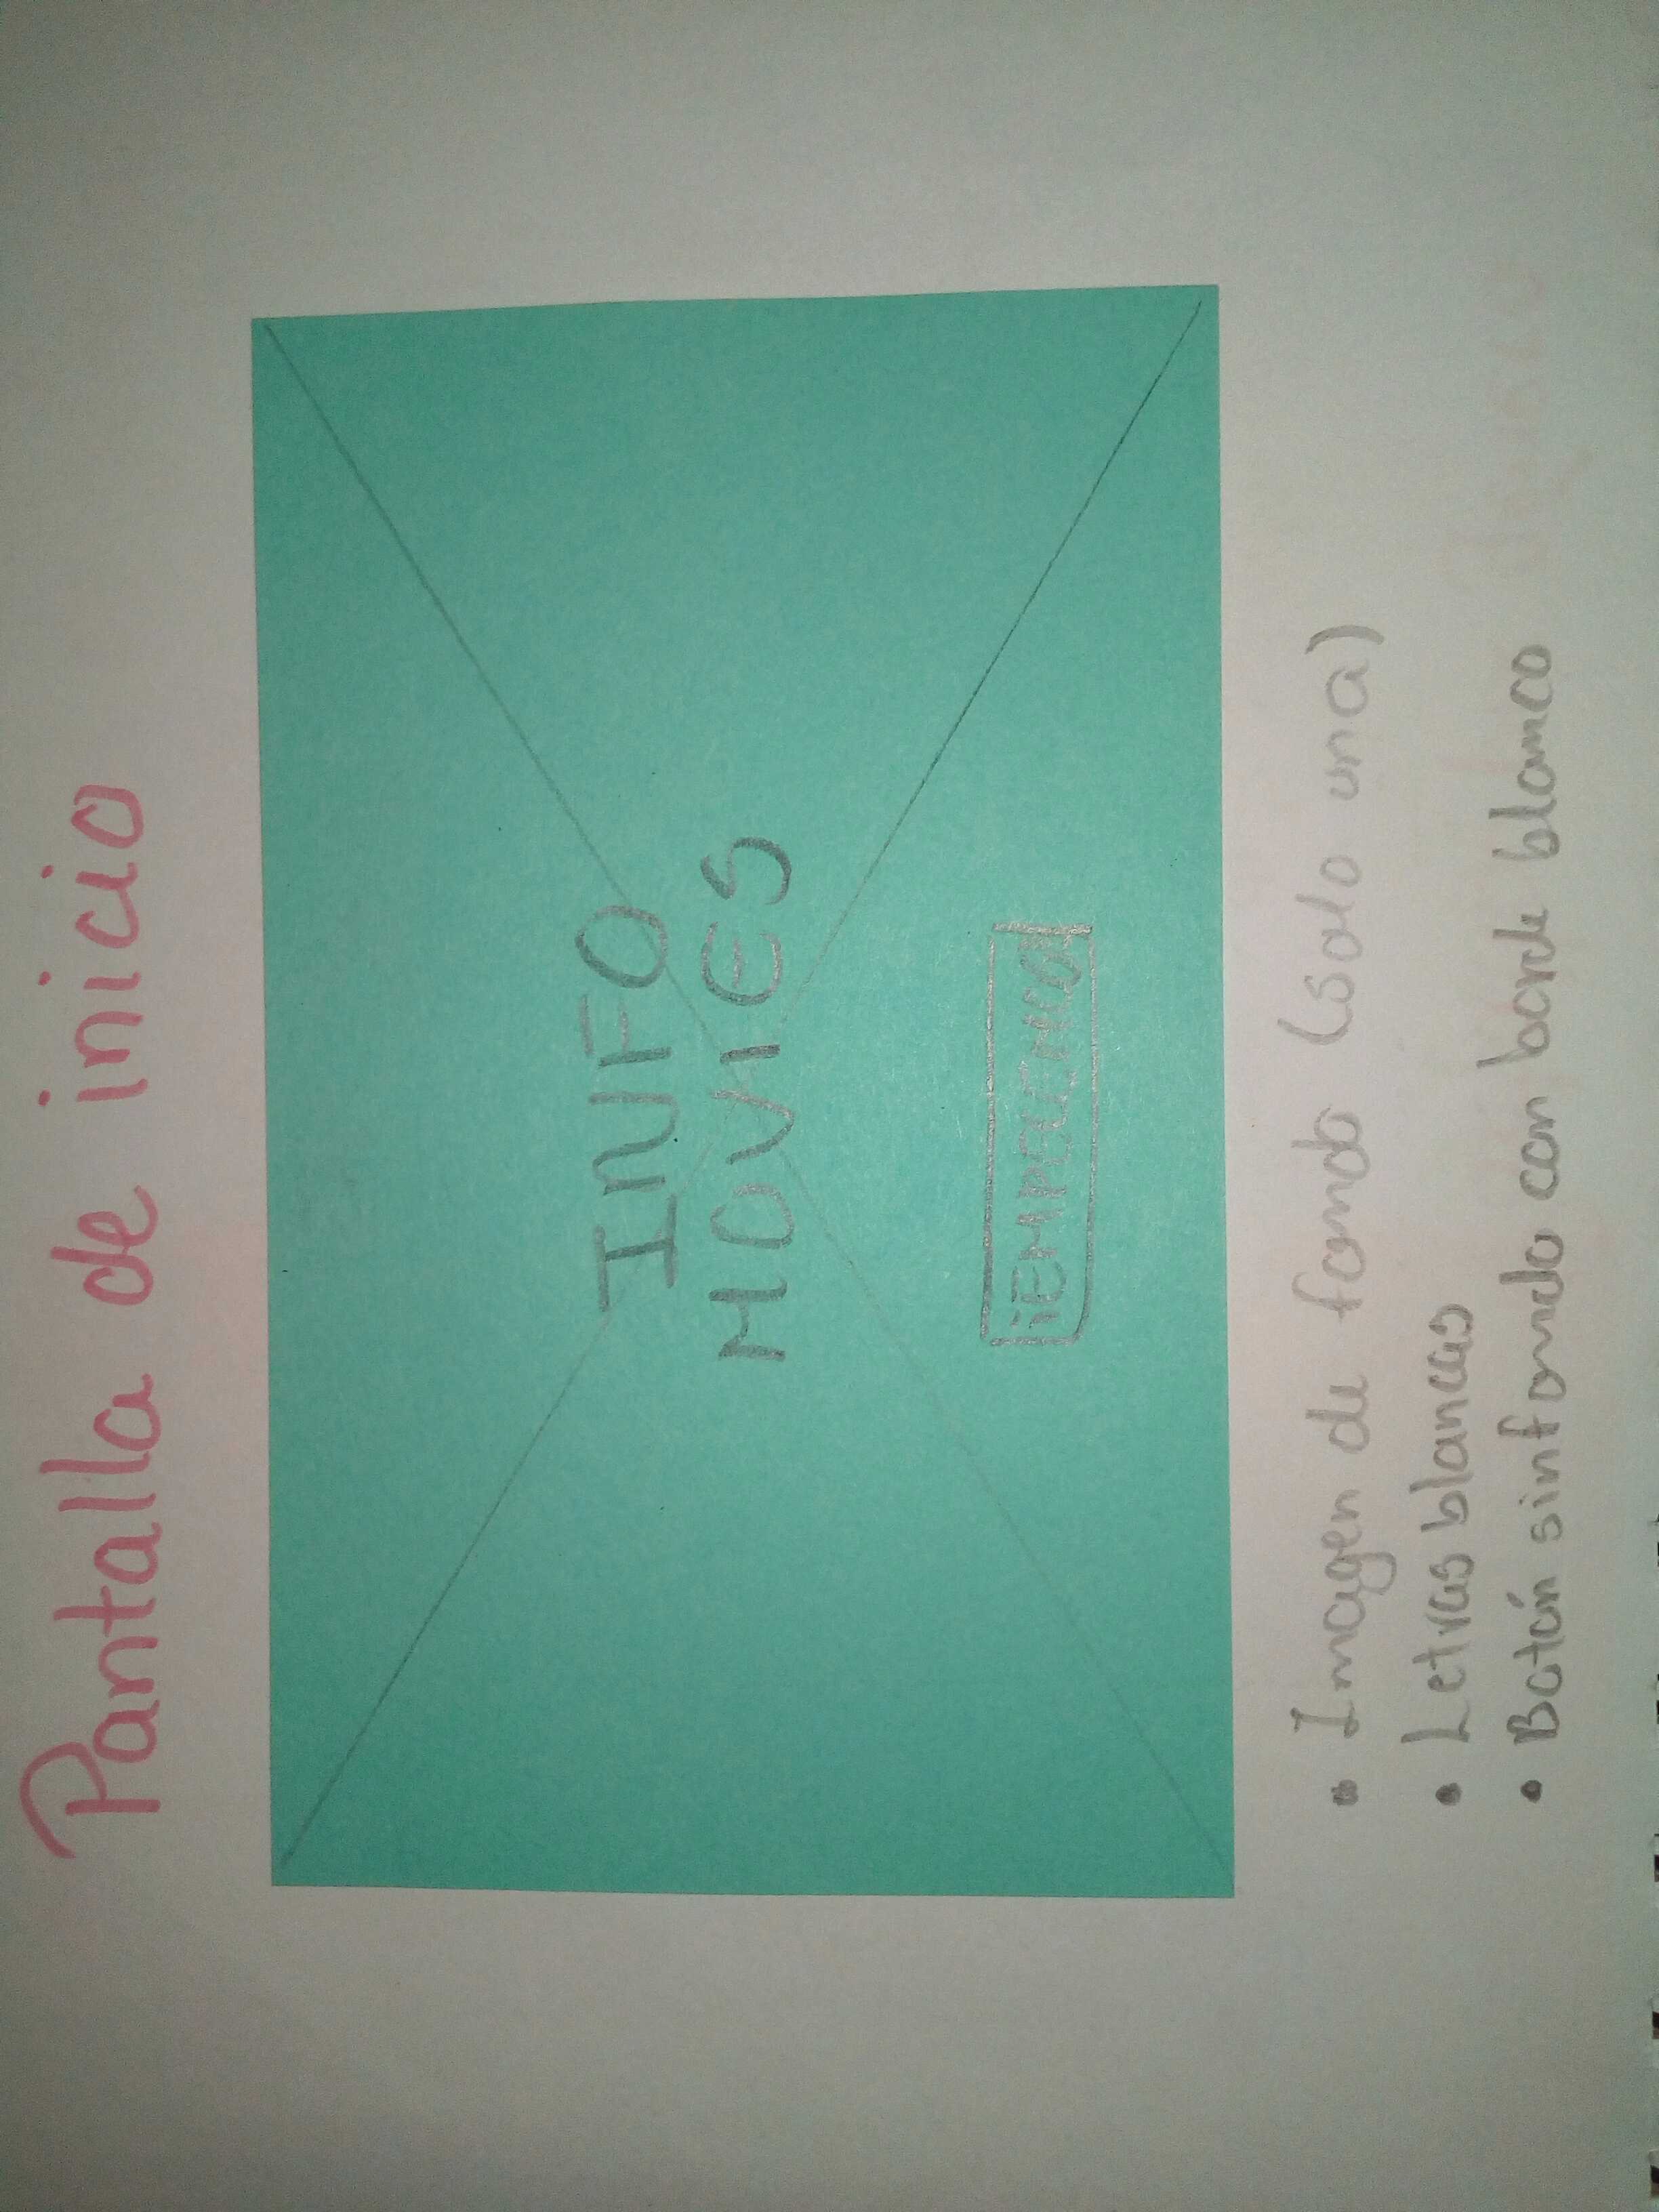 Pantalla de inicio
INFO
MOVIES
¡EMPECEMOS!
• Imagen de fondo (solo una)
• Letras blancas
• Botón sin fondo con borde blanco